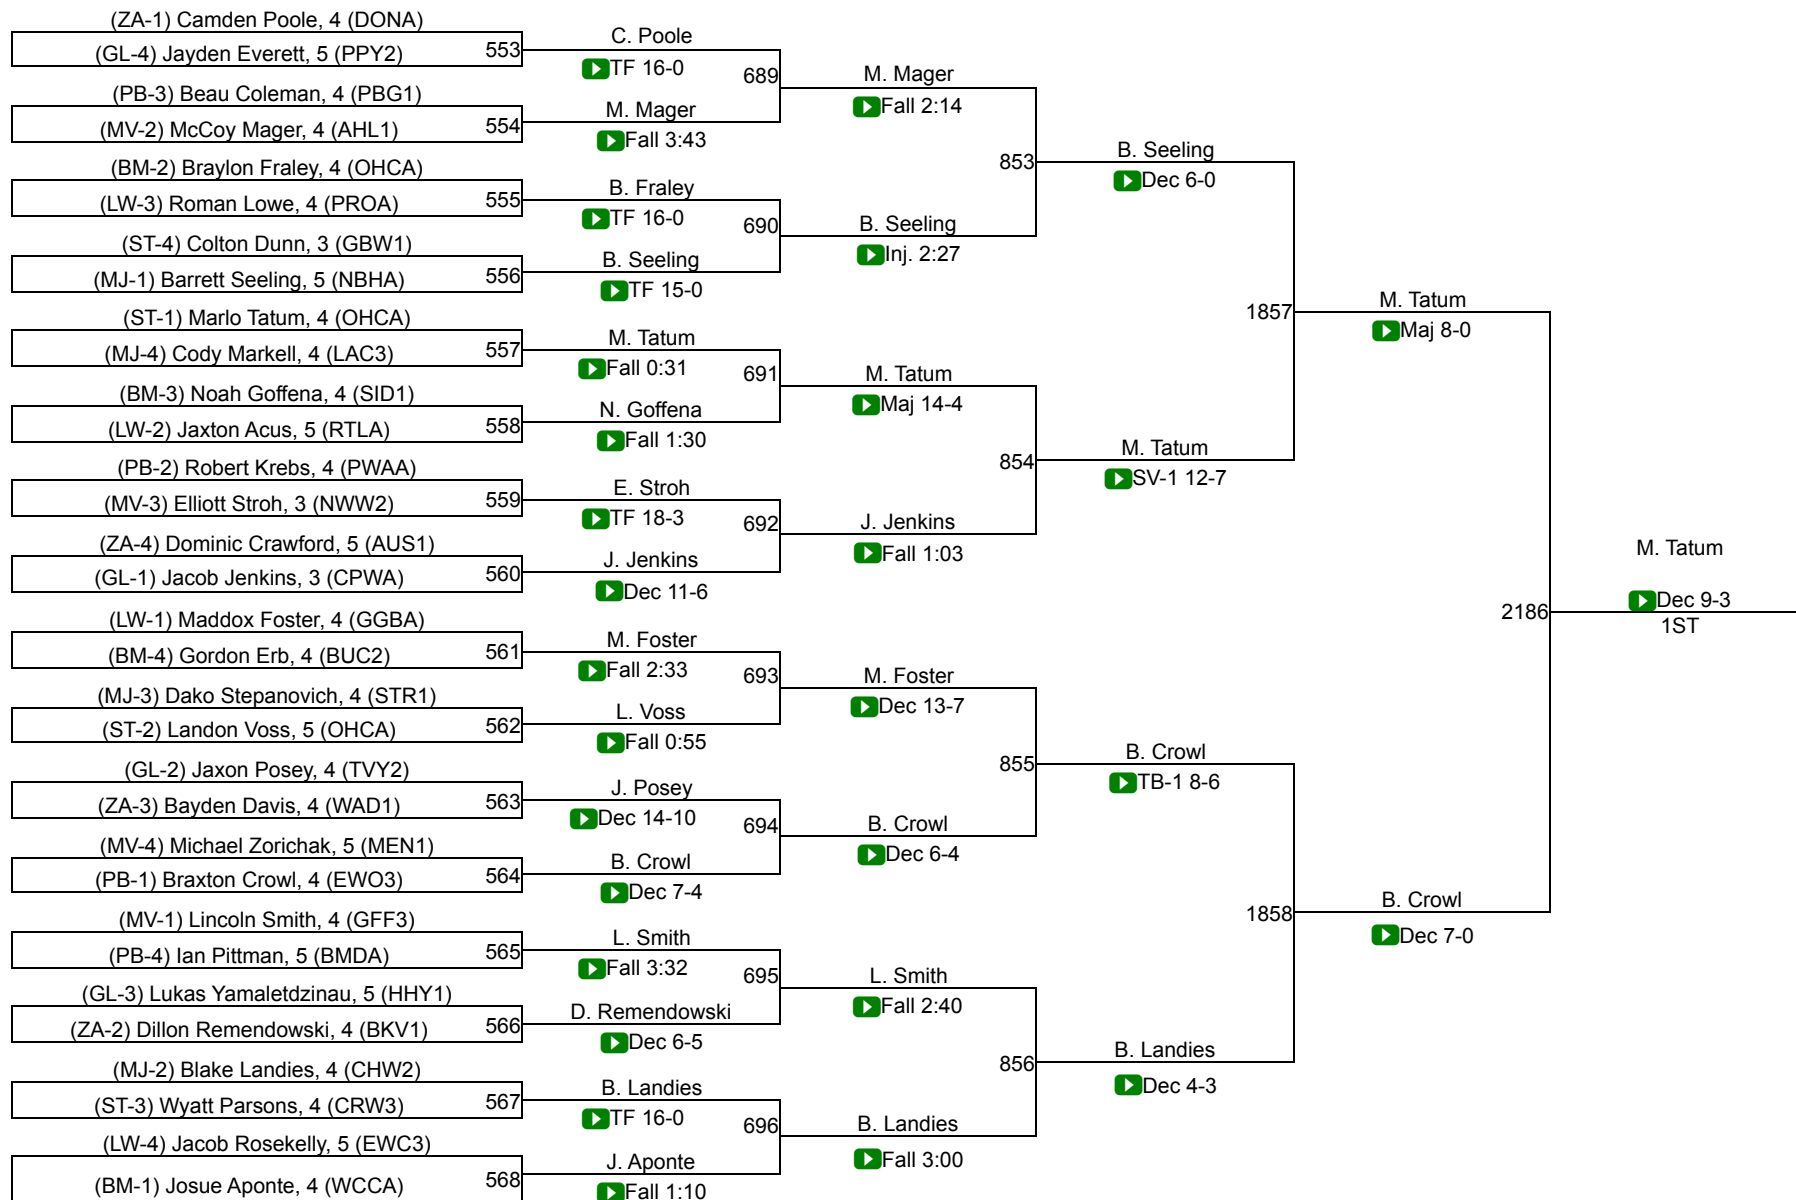 (ZA-1) Camden Poole, 4 (DONA)
(GL-4) Jayden Everett, 5 (PPY2)
553
(PB-3) Beau Coleman, 4 (PBG1)
(MV-2) McCoy Mager, 4 (AHL1)
554
(BM-2) Braylon Fraley, 4 (OHCA)
(LW-3) Roman Lowe, 4 (PROA)
555
(ST-4) Colton Dunn, 3 (GBW1)
(MJ-1) Barrett Seeling, 5 (NBHA)
556
(ST-1) Marlo Tatum, 4 (OHCA)
(MJ-4) Cody Markell, 4 (LAC3)
557
(BM-3) Noah Goffena, 4 (SID1)
(LW-2) Jaxton Acus, 5 (RTLA)
558
(PB-2) Robert Krebs, 4 (PWAA)
(MV-3) Elliott Stroh, 3 (NWW2)
559
(ZA-4) Dominic Crawford, 5 (AUS1)
(GL-1) Jacob Jenkins, 3 (CPWA)
560
(LW-1) Maddox Foster, 4 (GGBA)
(BM-4) Gordon Erb, 4 (BUC2)
561
(MJ-3) Dako Stepanovich, 4 (STR1)
(ST-2) Landon Voss, 5 (OHCA)
562
(GL-2) Jaxon Posey, 4 (TVY2)
(ZA-3) Bayden Davis, 4 (WAD1)
563
(MV-4) Michael Zorichak, 5 (MEN1)
(PB-1) Braxton Crowl, 4 (EWO3)
564
(MV-1) Lincoln Smith, 4 (GFF3)
(PB-4) Ian Pittman, 5 (BMDA)
565
(GL-3) Lukas Yamaletdzinau, 5 (HHY1)
(ZA-2) Dillon Remendowski, 4 (BKV1)
566
(MJ-2) Blake Landies, 4 (CHW2)
(ST-3) Wyatt Parsons, 4 (CRW3)
567
(LW-4) Jacob Rosekelly, 5 (EWC3)
(BM-1) Josue Aponte, 4 (WCCA)
568
C. Poole
TF 16-0
689
M. Mager
Fall 3:43
B. Fraley
TF 16-0
690
B. Seeling
TF 15-0
M. Tatum
Fall 0:31
691
N. Goffena
Fall 1:30
E. Stroh
TF 18-3
692
J. Jenkins
Dec 11-6
M. Foster
Fall 2:33
693
L. Voss
Fall 0:55
J. Posey
Dec 14-10
694
B. Crowl
Dec 7-4
L. Smith
Fall 3:32
695
D. Remendowski
Dec 6-5
B. Landies
TF 16-0
696
J. Aponte
Fall 1:10
M. Mager
Fall 2:14
853
B. Seeling
Inj. 2:27
M. Tatum
Maj 14-4
854
J. Jenkins
Fall 1:03
M. Foster
Dec 13-7
855
B. Crowl
Dec 6-4
L. Smith
Fall 2:40
856
B. Landies
Fall 3:00
B. Seeling
Dec 6-0
1857
M. Tatum
SV-1 12-7
B. Crowl
TB-1 8-6
1858
B. Landies
Dec 4-3
M. Tatum
Maj 8-0
2186
B. Crowl
Dec 7-0
M. Tatum
Dec 9-3
1ST